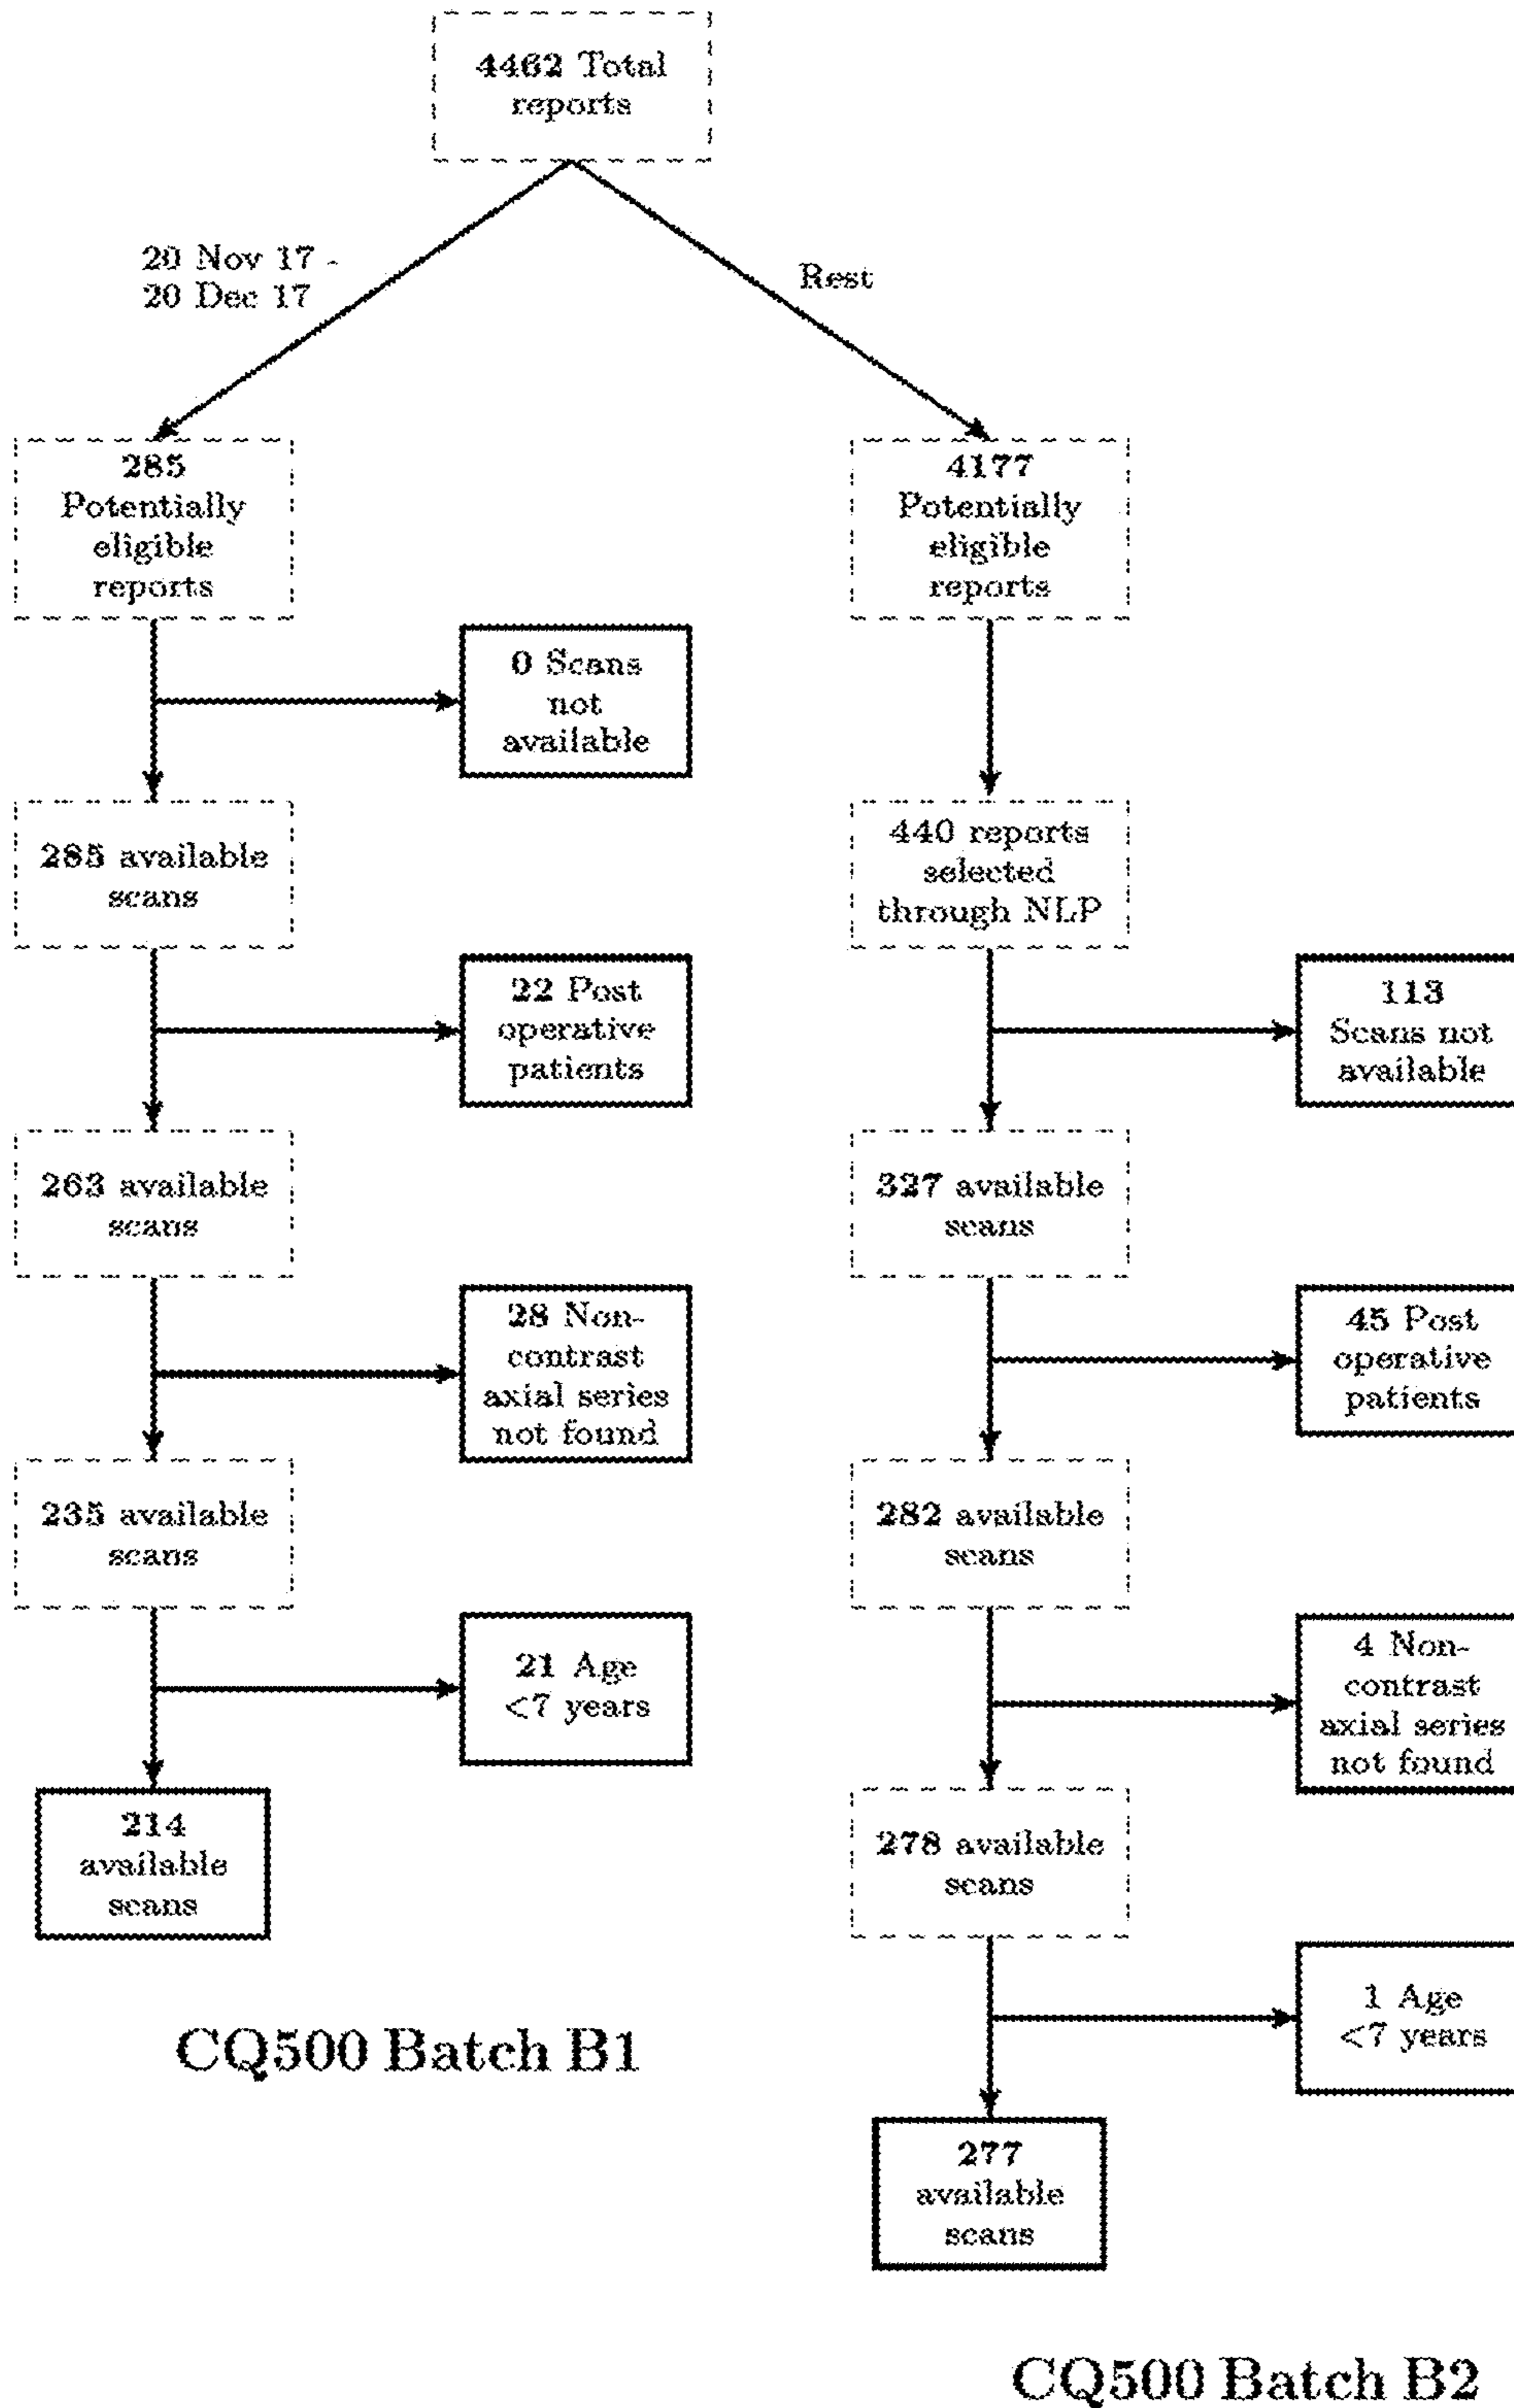 4462 Total
reports
20 Nov 17 -
20 Dec 17
Rest
285
Potentially
eligible
reports
0 Scans
not
available
285 available
scans
22 Post
operative
patients
263 available
scans
28 Non-
contrast
axial series
not found
235 available
scans
21 Age
<7 years
214
available
scans
CQ500 Batch B1
4177
Potentially
eligible
reports
440 reports
selected
through NLP
113
Scans not
available
327 available
scans
45 Post
operative
patients
282 available
scans
4 Non-
contrast
axial series
not found
278 available
scans
1 Age
<7 years
277
available
scans
CQ500 Batch B2